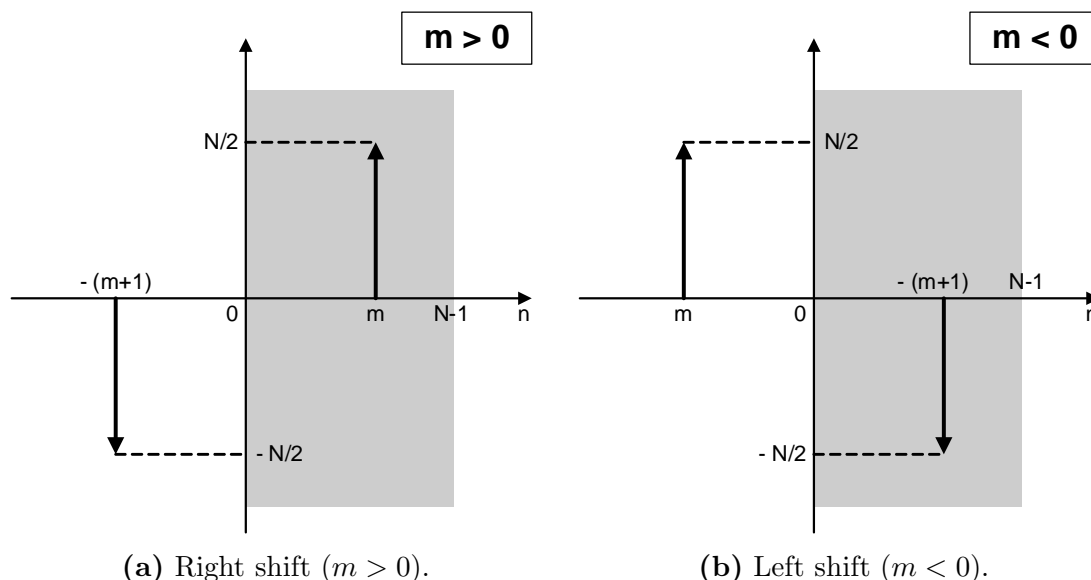 m > 0
N/2
- (m+1)
0
m
N-1
n
- N/2
(a) Right shift (m > 0).
m < 0
N/2
- (m+1)
N-1
m
0
- N/2
(b) Left shift (m < 0).